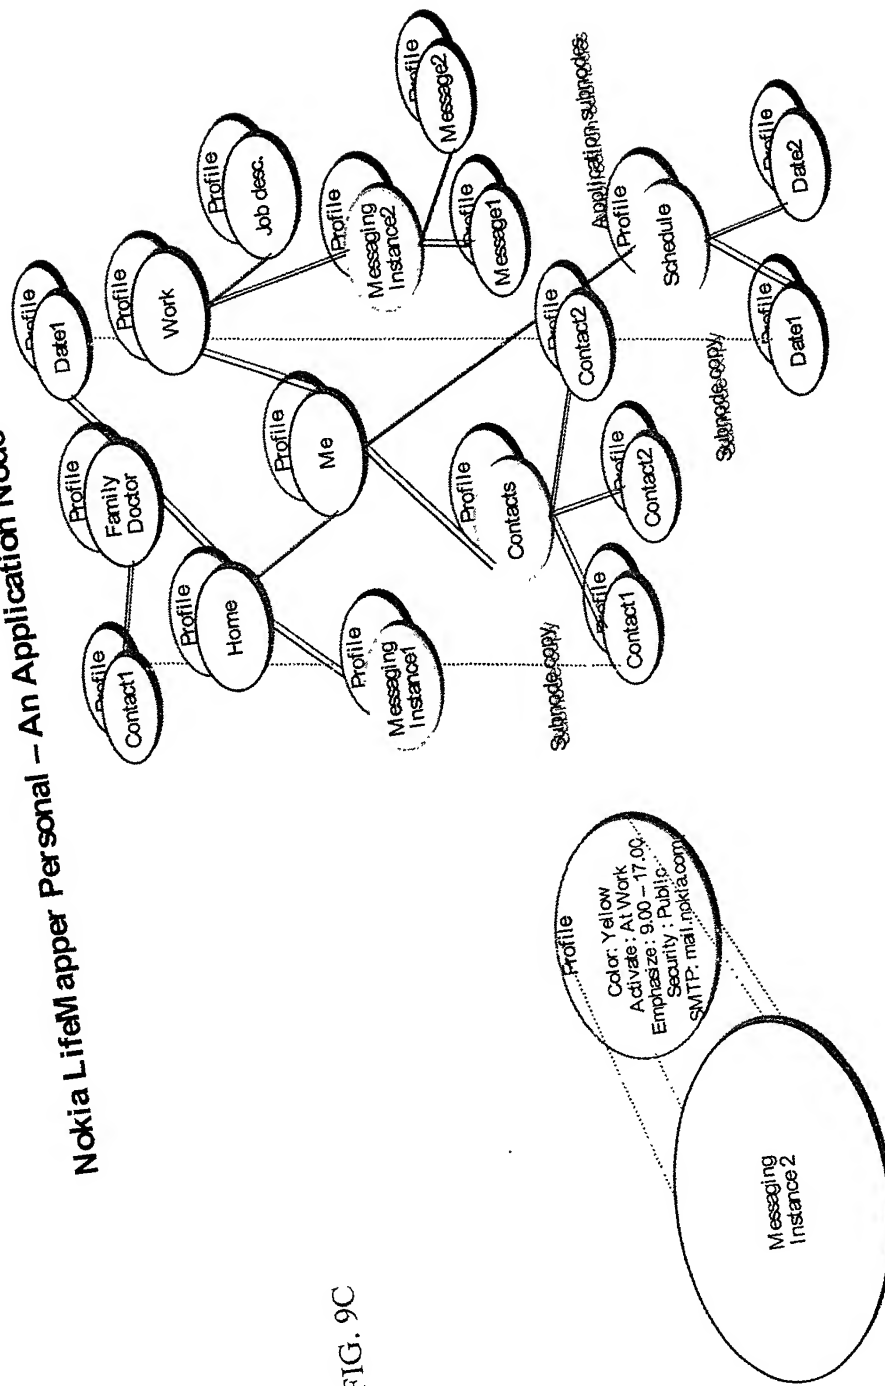 Nokia LifeMapper Personal – An Application Node
Profile
Contact1
Profile
Family
Doctor
Profile
Date1
Profile
Home
Profile
Work
Profile
Job desc.
Profile
Messaging
Instance1
Profile
Me
Profile
Messaging
Instance2
Profile
Message2
Profile
Message1
Profile
Contacts
Profile
Contact2
Application subnodes
Profile
Schedule
Subnode copy
Profile
Contact1
Profile
Contact2
Subnode copy
Profile
Date1
Profile
Date2
Profile
Color: Yellow
Activate : At Work
Emphasize : 9.00 – 17.00
Security : Public
SMTP: mail.nokia.com
Messaging
Instance 2
FIG. 9C